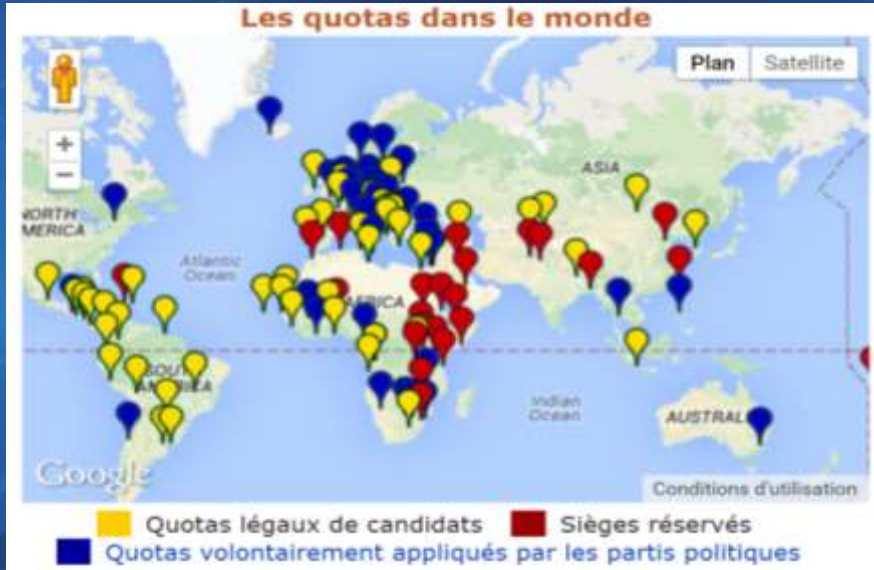 Les quotas dans le monde
Plan Satellite
+
−
NORTH
AMERICA
ASIA
Atlantic
Ocean
AFRICA
SOUTH
AMERICA
Indian
Ocean
AUSTRALIA
Google
Conditions d'utilisation
Quotas légaux de candidats Sièges réservés
Quotas volontairement appliqués par les partis politiques